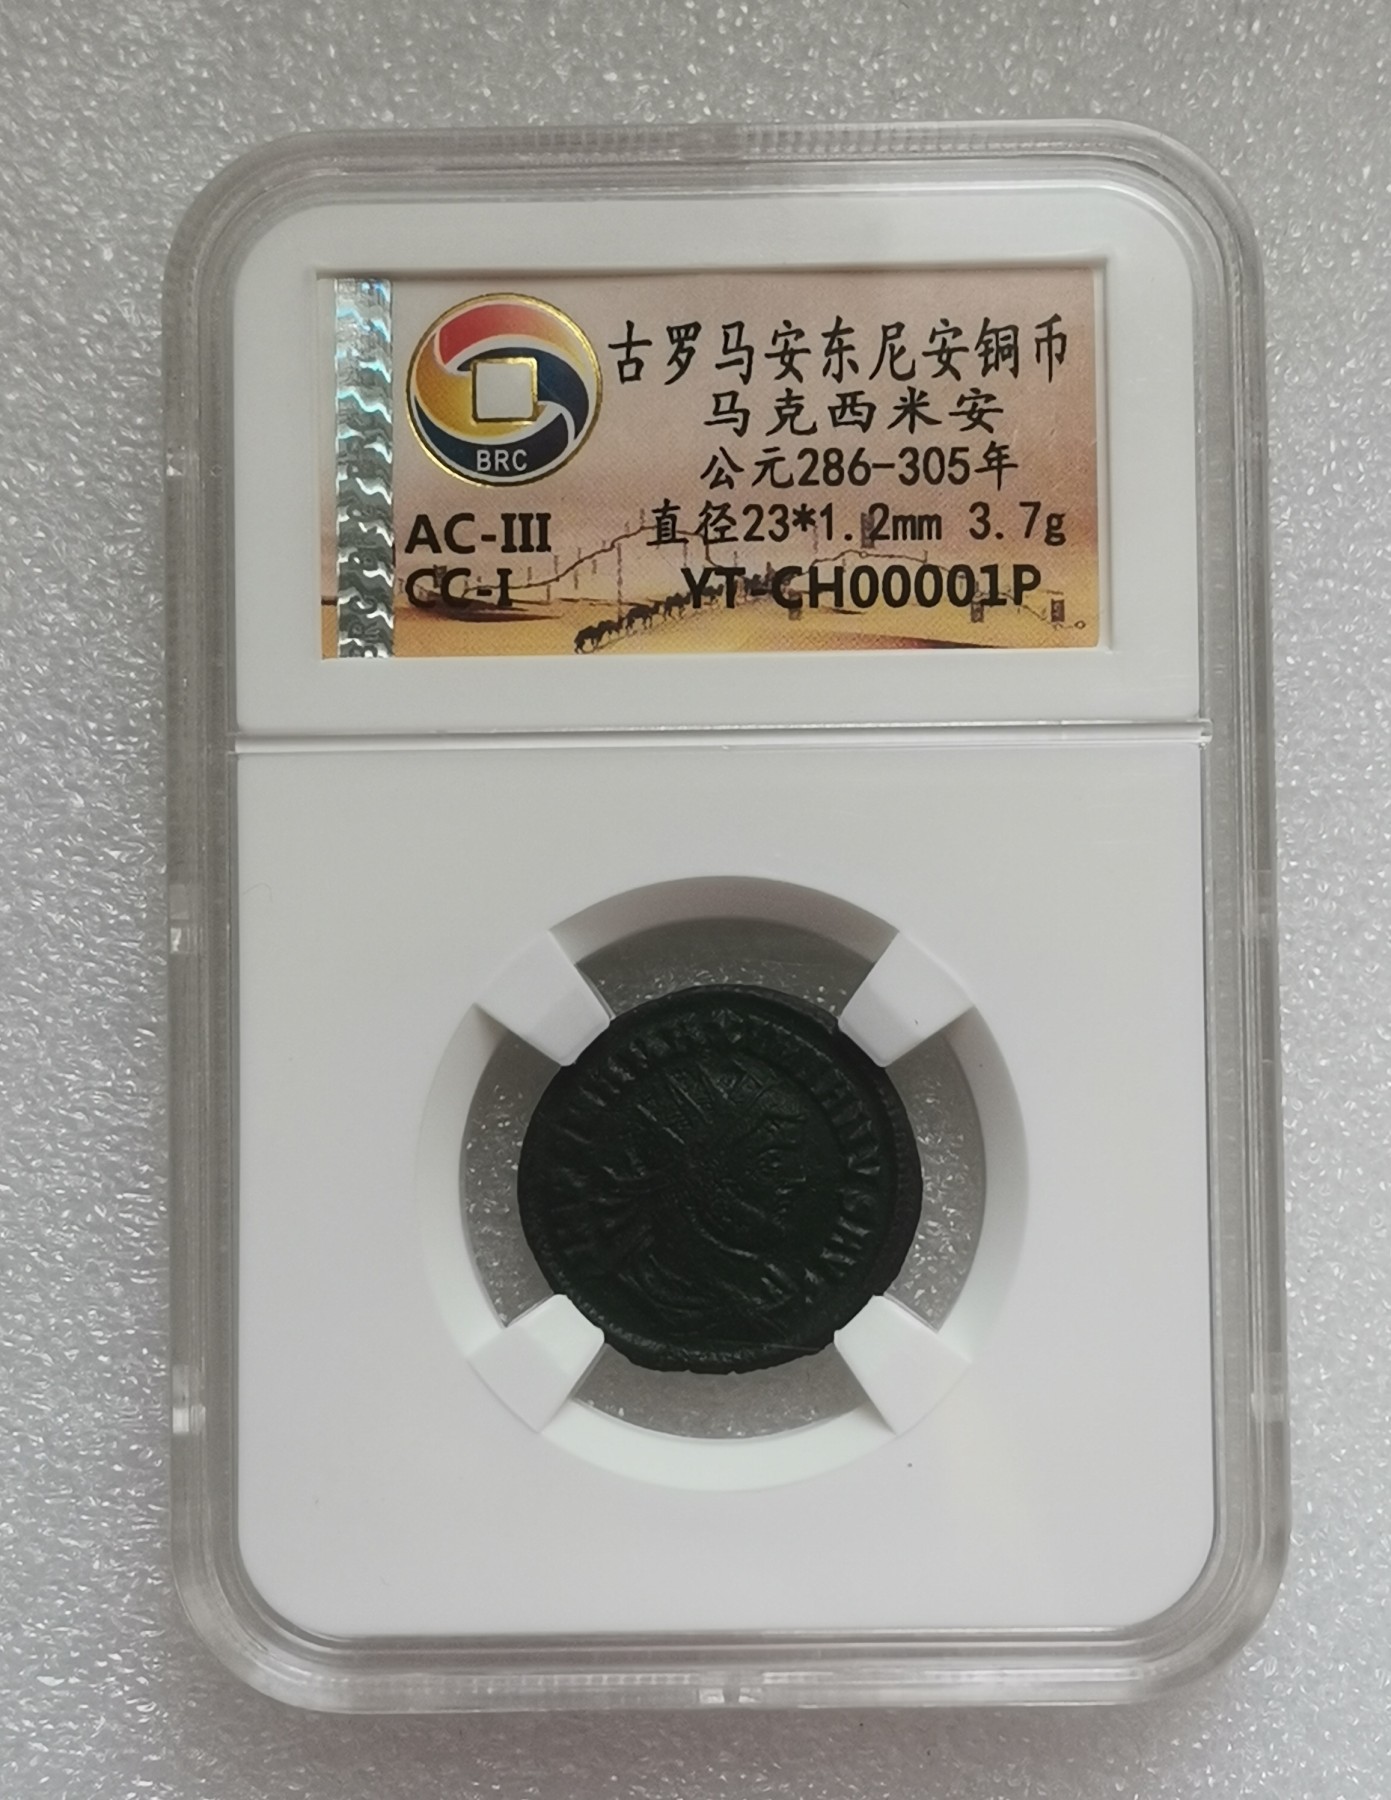 古罗马安东尼安铜币
马克西米安
公元286-305年
直径23*1.2mm 3.7g
YT-CH00001P
BRC
AC-III
CC-I